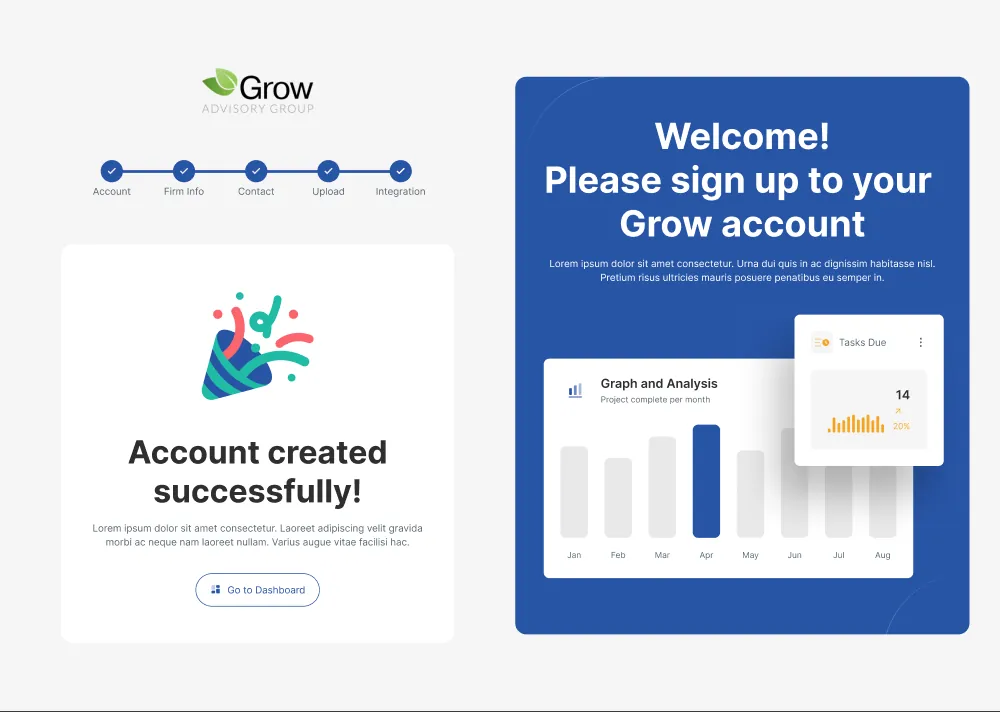 Grow
ADVISORY GROUP
Account
Firm Info
Contact
Upload
Integration
Account created
successfully!
Lorem ipsum dolor sit amet consectetur. Laoreet adipiscing velit gravida
morbi ac neque nam laoreet nullam. Varius augue vitae facilisi hac.
Go to Dashboard
Welcome!
Please sign up to your
Grow account
Lorem ipsum dolor sit amet consectetur. Urna dui quis in ac dignissim habitasse nisl.
Pretium risus ultricies mauris posuere penatibus eu semper in.
Tasks Due
14
20%
Graph and Analysis
Project complete per month
Jan
Feb
Mar
Apr
May
Jun
Jul
Aug